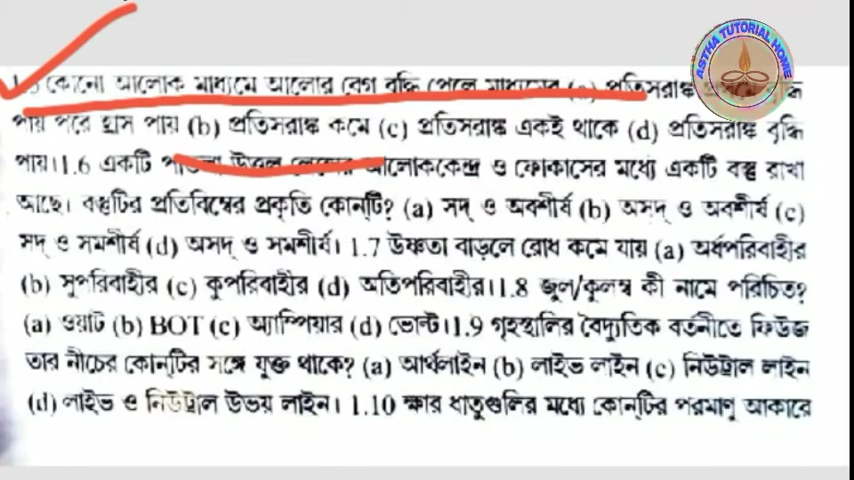 ASTHA TUTORIAL HOME
কোনো আলোক মাধ্যমে আলোর বেগ বৃদ্ধি পেলে মাধ্যমের (a) প্রতিসরাঙ্ক প্রথমে বৃদ্ধি
পায় পরে হ্রাস পায় (b) প্রতিসরাঙ্ক কমে (c) প্রতিসরাঙ্ক একই থাকে (d) প্রতিসরাঙ্ক বৃদ্ধি
পায়। 1.6 একটি পাতলা উত্তল লেন্সের আলোককেন্দ্র ও ফোকাসের মধ্যে একটি বস্তু রাখা
আছে। বস্তুটির প্রতিবিম্বের প্রকৃতি কোনটি? (a) সদ্ ও অবশীর্ষ (b) অসদ্ ও অবশীর্ষ (c)
সদ্ ও সমশীর্ষ (d) অসদ্ ও সমশীর্ষ। 1.7 উষ্ণতা বাড়লে রোধ কমে যায় (a) অর্ধপরিবাহীর
(b) সুপরিবাহীর (c) কুপরিবাহীর (d) অতিপরিবাহীর। 1.8 জুল/কুলম্ব কী নামে পরিচিত?
(a) ওয়াট (b) BOT (c) অ্যাম্পিয়ার (d) ভোল্ট। 1.9 গৃহস্থালির বৈদ্যুতিক বর্তনীতে ফিউজ
তার নীচের কোন্‌টির সঙ্গে যুক্ত থাকে? (a) আর্থলাইন (b) লাইভ লাইন (c) নিউট্রাল লাইন
(d) লাইভ ও নিউট্রাল উভয় লাইন। 1.10 ক্ষার ধাতুগুলির মধ্যে কোন্‌টির পরমাণু আকারে